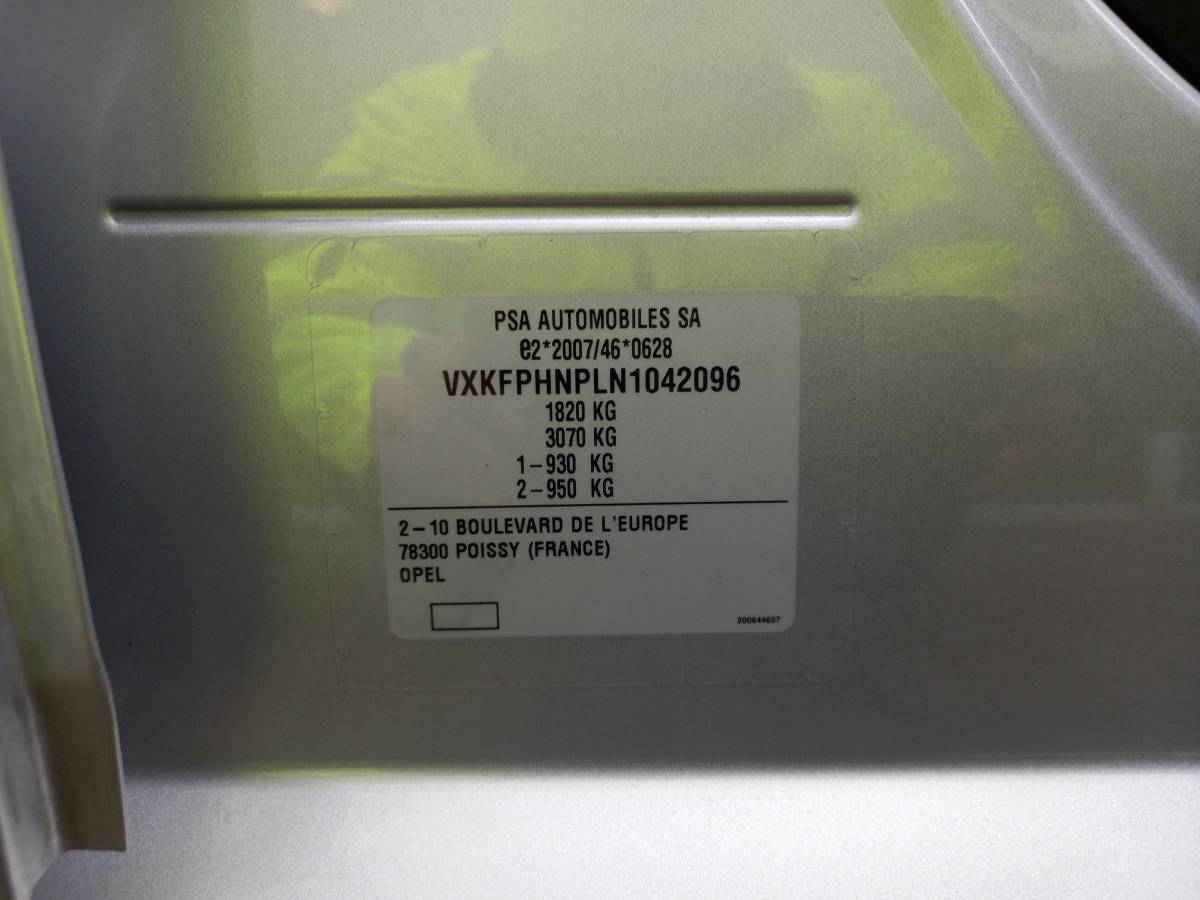 PSA AUTOMOBILES SA
e2*2007/46*0628
VXKFPHNPLN1042096
1820 KG
3070 KG
1-930 KG
2-950 KG
2-10 BOULEVARD DE L'EUROPE
78300 POISSY (FRANCE)
OPEL
200644657